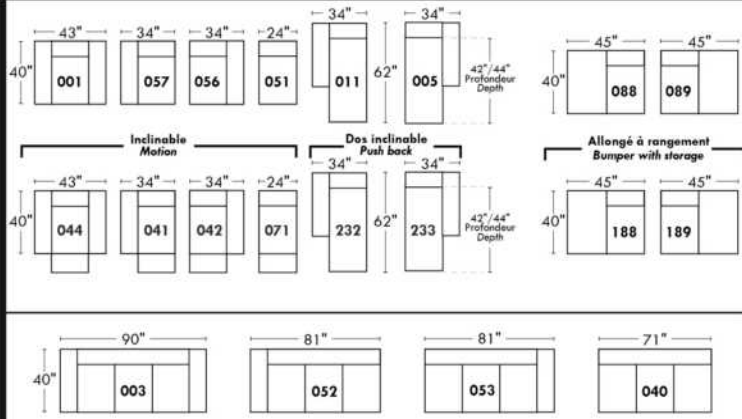 43" 34" 34" 24" 34" 34" 45" 45"
40" 001 057 056 051 011 62" 005 42"/44" Profondeur Depth 40" 088 089
Inclinable Dos inclinable Allongé à rangement
Motion Push back Bumper with storage
43" 34" 34" 24" 34" 34" 45" 45"
40" 044 041 042 071 232 62" 233 42"/44" Profondeur Depth 40" 188 189
90" 81" 81" 71"
40" 003 052 053 040